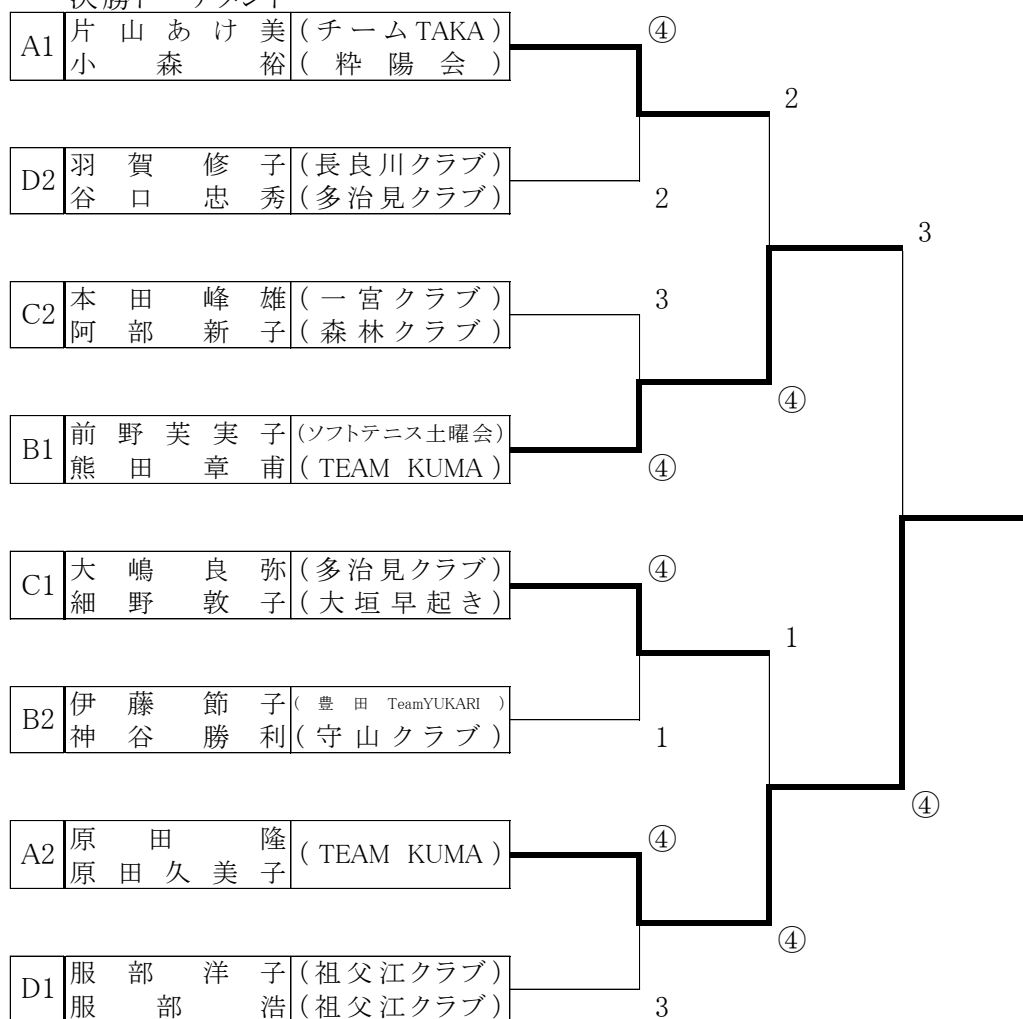 決勝トーナメント
A1 片山あけ美 (チームTAKA)
小森裕 (粋陽会)
④
2
D2 羽賀修子 (長良川クラブ)
谷口忠秀 (多治見クラブ)
2
3
C2 本田峰雄 (一宮クラブ)
阿部新子 (森林クラブ)
3
④
B1 前野芙実子 (ソフトテニス土曜会)
熊田章甫 (TEAM KUMA)
④
C1 大嶋良弥 (多治見クラブ)
細野敦子 (大垣早起き)
④
1
B2 伊藤節子 (豊田 TeamYUKARI)
神谷勝利 (守山クラブ)
1
④
A2 原田隆 (TEAM KUMA)
原田久美子
④
④
D1 服部洋子 (祖父江クラブ)
服部浩 (祖父江クラブ)
3